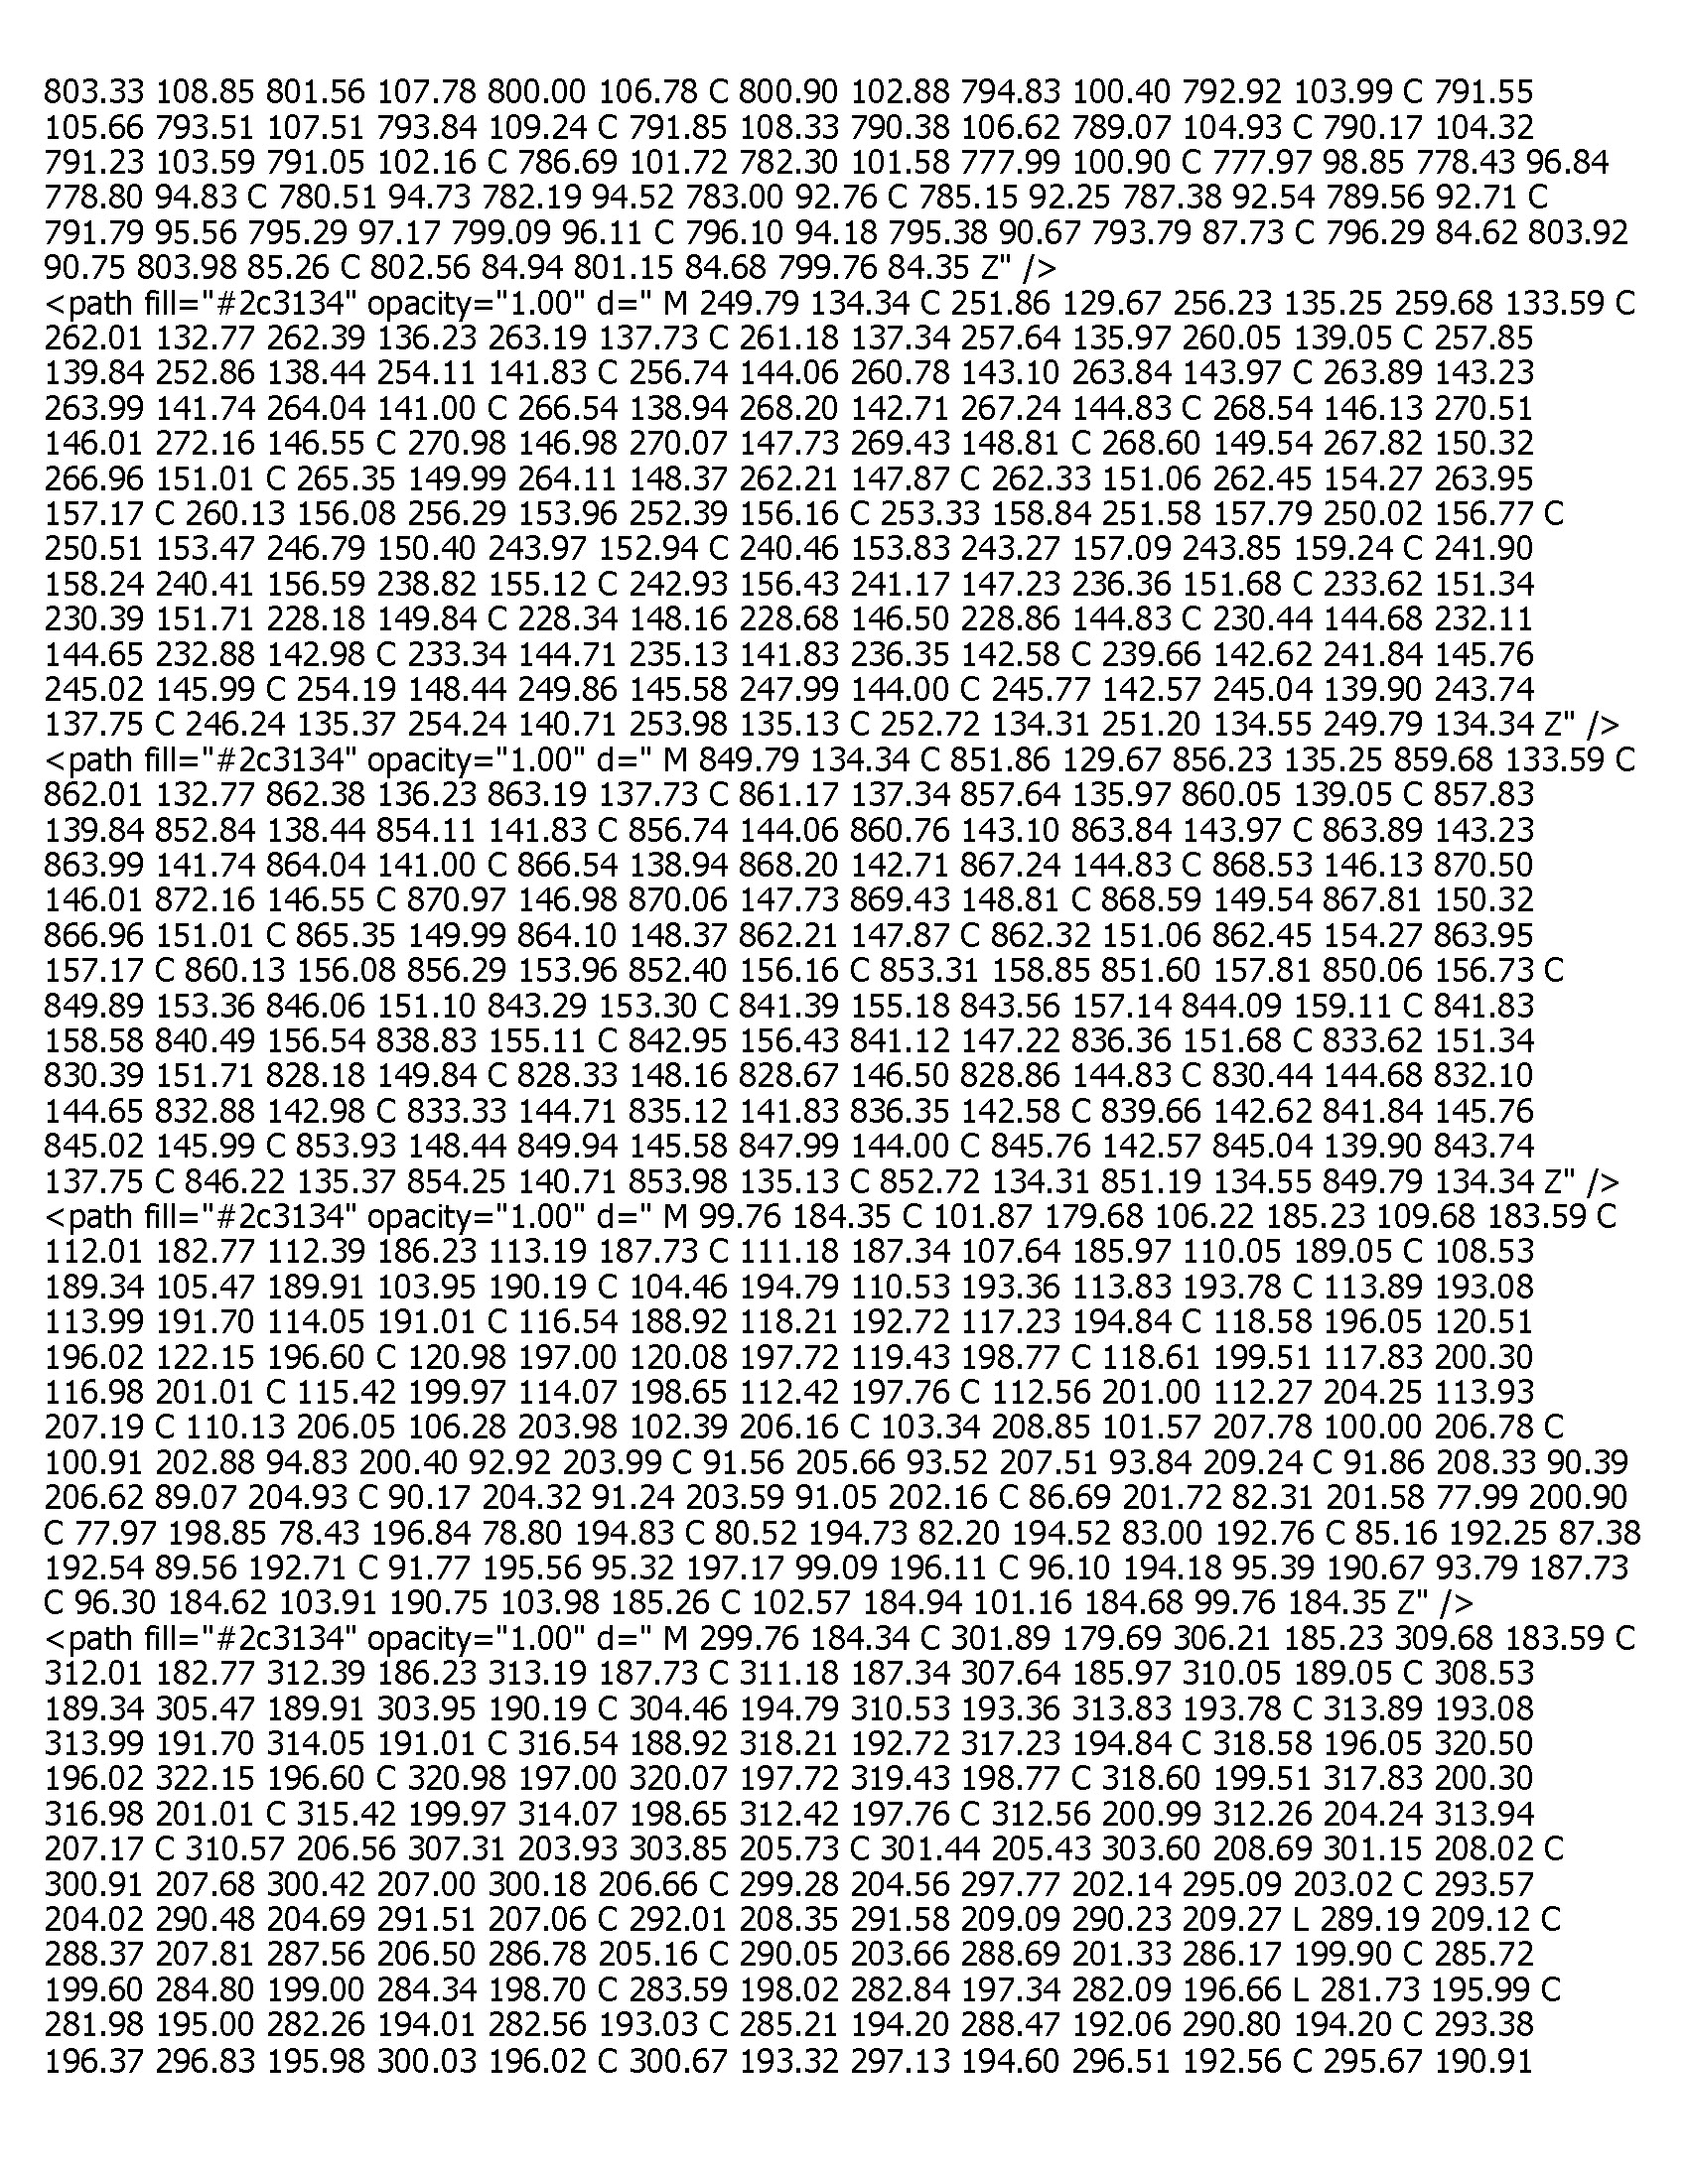 803.33 108.85 801.56 107.78 800.00 106.78 C 800.90 102.88 794.83 100.40 792.92 103.99 C 791.55
105.66 793.51 107.51 793.84 109.24 C 791.85 108.33 790.38 106.62 789.07 104.93 C 790.17 104.32
791.23 103.59 791.05 102.16 C 786.69 101.72 782.30 101.58 777.99 100.90 C 777.97 98.85 778.43 96.84
778.80 94.83 C 780.51 94.73 782.19 94.52 783.00 92.76 C 785.15 92.25 787.38 92.54 789.56 92.71 C
791.79 95.56 795.29 97.17 799.09 96.11 C 796.10 94.18 795.38 90.67 793.79 87.73 C 796.29 84.62 803.92
90.75 803.98 85.26 C 802.56 84.94 801.15 84.68 799.76 84.35 Z" />
<path fill="#2c3134" opacity="1.00" d=" M 249.79 134.34 C 251.86 129.67 256.23 135.25 259.68 133.59 C
262.01 132.77 262.39 136.23 263.19 137.73 C 261.18 137.34 257.64 135.97 260.05 139.05 C 257.85
139.84 252.86 138.44 254.11 141.83 C 256.74 144.06 260.78 143.10 263.84 143.97 C 263.89 143.23
263.99 141.74 264.04 141.00 C 266.54 138.94 268.20 142.71 267.24 144.83 C 268.54 146.13 270.51
146.01 272.16 146.55 C 270.98 146.98 270.07 147.73 269.43 148.81 C 268.60 149.54 267.82 150.32
266.96 151.01 C 265.35 149.99 264.11 148.37 262.21 147.87 C 262.33 151.06 262.45 154.27 263.95
157.17 C 260.13 156.08 256.29 153.96 252.39 156.16 C 253.33 158.84 251.58 157.79 250.02 156.77 C
250.51 153.47 246.79 150.40 243.97 152.94 C 240.46 153.83 243.27 157.09 243.85 159.24 C 241.90
158.24 240.41 156.59 238.82 155.12 C 242.93 156.43 241.17 147.23 236.36 151.68 C 233.62 151.34
230.39 151.71 228.18 149.84 C 228.34 148.16 228.68 146.50 228.86 144.83 C 230.44 144.68 232.11
144.65 232.88 142.98 C 233.34 144.71 235.13 141.83 236.35 142.58 C 239.66 142.62 241.84 145.76
245.02 145.99 C 254.19 148.44 249.86 145.58 247.99 144.00 C 245.77 142.57 245.04 139.90 243.74
137.75 C 246.24 135.37 254.24 140.71 253.98 135.13 C 252.72 134.31 251.20 134.55 249.79 134.34 Z" />
<path fill="#2c3134" opacity="1.00" d=" M 849.79 134.34 C 851.86 129.67 856.23 135.25 859.68 133.59 C
862.01 132.77 862.38 136.23 863.19 137.73 C 861.17 137.34 857.64 135.97 860.05 139.05 C 857.83
139.84 852.84 138.44 854.11 141.83 C 856.74 144.06 860.76 143.10 863.84 143.97 C 863.89 143.23
863.99 141.74 864.04 141.00 C 866.54 138.94 868.20 142.71 867.24 144.83 C 868.53 146.13 870.50
146.01 872.16 146.55 C 870.97 146.98 870.06 147.73 869.43 148.81 C 868.59 149.54 867.81 150.32
866.96 151.01 C 865.35 149.99 864.10 148.37 862.21 147.87 C 862.32 151.06 862.45 154.27 863.95
157.17 C 860.13 156.08 856.29 153.96 852.40 156.16 C 853.31 158.85 851.60 157.81 850.06 156.73 C
849.89 153.36 846.06 151.10 843.29 153.30 C 841.39 155.18 843.56 157.14 844.09 159.11 C 841.83
158.58 840.49 156.54 838.83 155.11 C 842.95 156.43 841.12 147.22 836.36 151.68 C 833.62 151.34
830.39 151.71 828.18 149.84 C 828.33 148.16 828.67 146.50 828.86 144.83 C 830.44 144.68 832.10
144.65 832.88 142.98 C 833.33 144.71 835.12 141.83 836.35 142.58 C 839.66 142.62 841.84 145.76
845.02 145.99 C 853.93 148.44 849.94 145.58 847.99 144.00 C 845.76 142.57 845.04 139.90 843.74
137.75 C 846.22 135.37 854.25 140.71 853.98 135.13 C 852.72 134.31 851.19 134.55 849.79 134.34 Z" />
<path fill="#2c3134" opacity="1.00" d=" M 99.76 184.35 C 101.87 179.68 106.22 185.23 109.68 183.59 C
112.01 182.77 112.39 186.23 113.19 187.73 C 111.18 187.34 107.64 185.97 110.05 189.05 C 108.53
189.34 105.47 189.91 103.95 190.19 C 104.46 194.79 110.53 193.36 113.83 193.78 C 113.89 193.08
113.99 191.70 114.05 191.01 C 116.54 188.92 118.21 192.72 117.23 194.84 C 118.58 196.05 120.51
196.02 122.15 196.60 C 120.98 197.00 120.08 197.72 119.43 198.77 C 118.61 199.51 117.83 200.30
116.98 201.01 C 115.42 199.97 114.07 198.65 112.42 197.76 C 112.56 201.00 112.27 204.25 113.93
207.19 C 110.13 206.05 106.28 203.98 102.39 206.16 C 103.34 208.85 101.57 207.78 100.00 206.78 C
100.91 202.88 94.83 200.40 92.92 203.99 C 91.56 205.66 93.52 207.51 93.84 209.24 C 91.86 208.33 90.39
206.62 89.07 204.93 C 90.17 204.32 91.24 203.59 91.05 202.16 C 86.69 201.72 82.31 201.58 77.99 200.90
C 77.97 198.85 78.43 196.84 78.80 194.83 C 80.52 194.73 82.20 194.52 83.00 192.76 C 85.16 192.25 87.38
192.54 89.56 192.71 C 91.77 195.56 95.32 197.17 99.09 196.11 C 96.10 194.18 95.39 190.67 93.79 187.73
C 96.30 184.62 103.91 190.75 103.98 185.26 C 102.57 184.94 101.16 184.68 99.76 184.35 Z" />
<path fill="#2c3134" opacity="1.00" d=" M 299.76 184.34 C 301.89 179.69 306.21 185.23 309.68 183.59 C
312.01 182.77 312.39 186.23 313.19 187.73 C 311.18 187.34 307.64 185.97 310.05 189.05 C 308.53
189.34 305.47 189.91 303.95 190.19 C 304.46 194.79 310.53 193.36 313.83 193.78 C 313.89 193.08
313.99 191.70 314.05 191.01 C 316.54 188.92 318.21 192.72 317.23 194.84 C 318.58 196.05 320.50
196.02 322.15 196.60 C 320.98 197.00 320.07 197.72 319.43 198.77 C 318.60 199.51 317.83 200.30
316.98 201.01 C 315.42 199.97 314.07 198.65 312.42 197.76 C 312.56 200.99 312.26 204.24 313.94
207.17 C 310.57 206.56 307.31 203.93 303.85 205.73 C 301.44 205.43 303.60 208.69 301.15 208.02 C
300.91 207.68 300.42 207.00 300.18 206.66 C 299.28 204.56 297.77 202.14 295.09 203.02 C 293.57
204.02 290.48 204.69 291.51 207.06 C 292.01 208.35 291.58 209.09 290.23 209.27 L 289.19 209.12 C
288.37 207.81 287.56 206.50 286.78 205.16 C 290.05 203.66 288.69 201.33 286.17 199.90 C 285.72
199.60 284.80 199.00 284.34 198.70 C 283.59 198.02 282.84 197.34 282.09 196.66 L 281.73 195.99 C
281.98 195.00 282.26 194.01 282.56 193.03 C 285.21 194.20 288.47 192.06 290.80 194.20 C 293.38
196.37 296.83 195.98 300.03 196.02 C 300.67 193.32 297.13 194.60 296.51 192.56 C 295.67 190.91